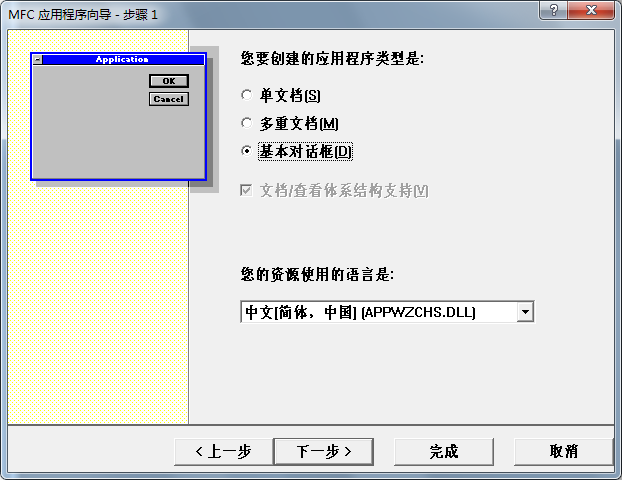 MFC 应用程序向导 - 步骤 1
Application
OK
Cancel
您要创建的应用程序类型是:
单文档(S)
多重文档(M)
基本对话框(D)
文档/查看体系结构支持(V)
您的资源使用的语言是:
中文[简体，中国] (APPWZCHS.DLL)
< 上一步 下一步 > 完成 取消